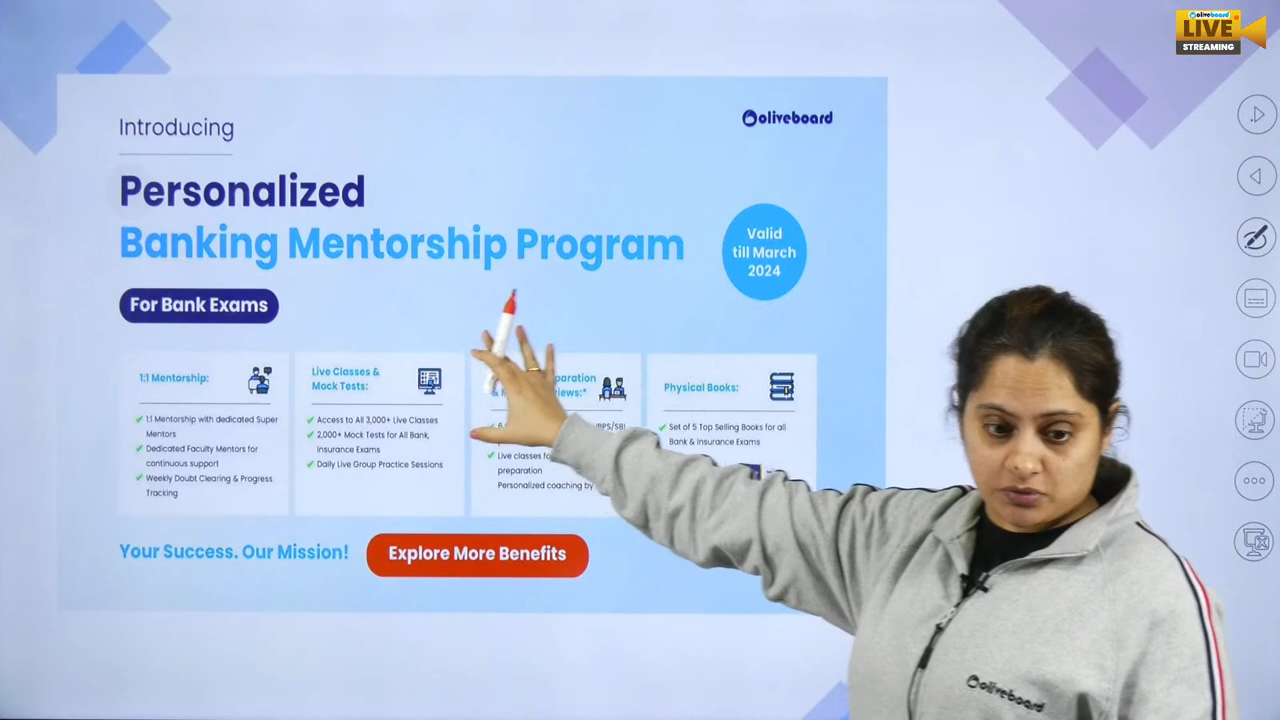 oliveboard
LIVE
STREAMING
Introducing
oliveboard
Personalized
Banking Mentorship Program
Valid
till March
2024
For Bank Exams
1:1 Mentorship:
1:1 Mentorship with dedicated Super
Mentors
Dedicated Faculty Mentors for
continuous support
Weekly Doubt Clearing & Progress
Tracking
Live Classes &
Mock Tests:
Access to All 3,000+ Live Classes
2,000+ Mock Tests for All Bank,
Insurance Exams
Daily Live Group Practice Sessions
Live classes
preparation
Personalized coaching by
Physical Books:
Set of 5 Top Selling Books for all
Bank & Insurance Exams
Your Success. Our Mission!
Explore More Benefits
oliveboard